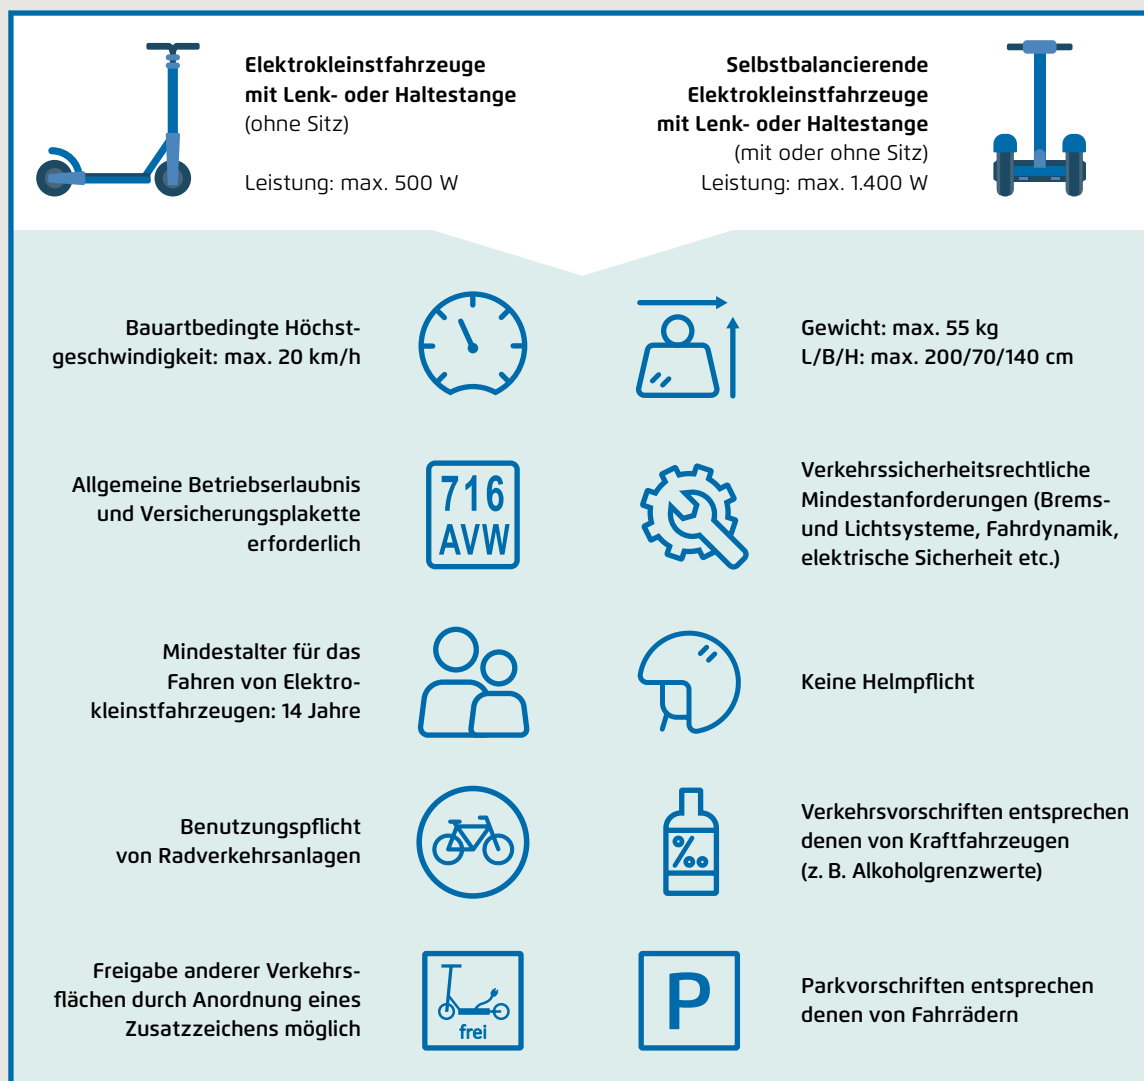 Elektrokleinstfahrzeuge
mit Lenk- oder Haltestange
(ohne Sitz)
Leistung: max. 500 W
Selbstbalancierende
Elektrokleinstfahrzeuge
mit Lenk- oder Haltestange
(mit oder ohne Sitz)
Leistung: max. 1.400 W
Bauartbedingte Höchst-
geschwindigkeit: max. 20 km/h
Gewicht: max. 55 kg
L/B/H: max. 200/70/140 cm
Allgemeine Betriebserlaubnis
und Versicherungsplakette
erforderlich
716
AVW
Verkehrssicherheitsrechtliche
Mindestanforderungen (Brems-
und Lichtsysteme, Fahrdynamik,
elektrische Sicherheit etc.)
Mindestalter für das
Fahren von Elektro-
kleinstfahrzeugen: 14 Jahre
Keine Helmpflicht
Benutzungspflicht
von Radverkehrsanlagen
‰
Verkehrsvorschriften entsprechen
denen von Kraftfahrzeugen
(z. B. Alkoholgrenzwerte)
Freigabe anderer Verkehrs-
flächen durch Anordnung eines
Zusatzzeichens möglich
frei
P
Parkvorschriften entsprechen
denen von Fahrrädern